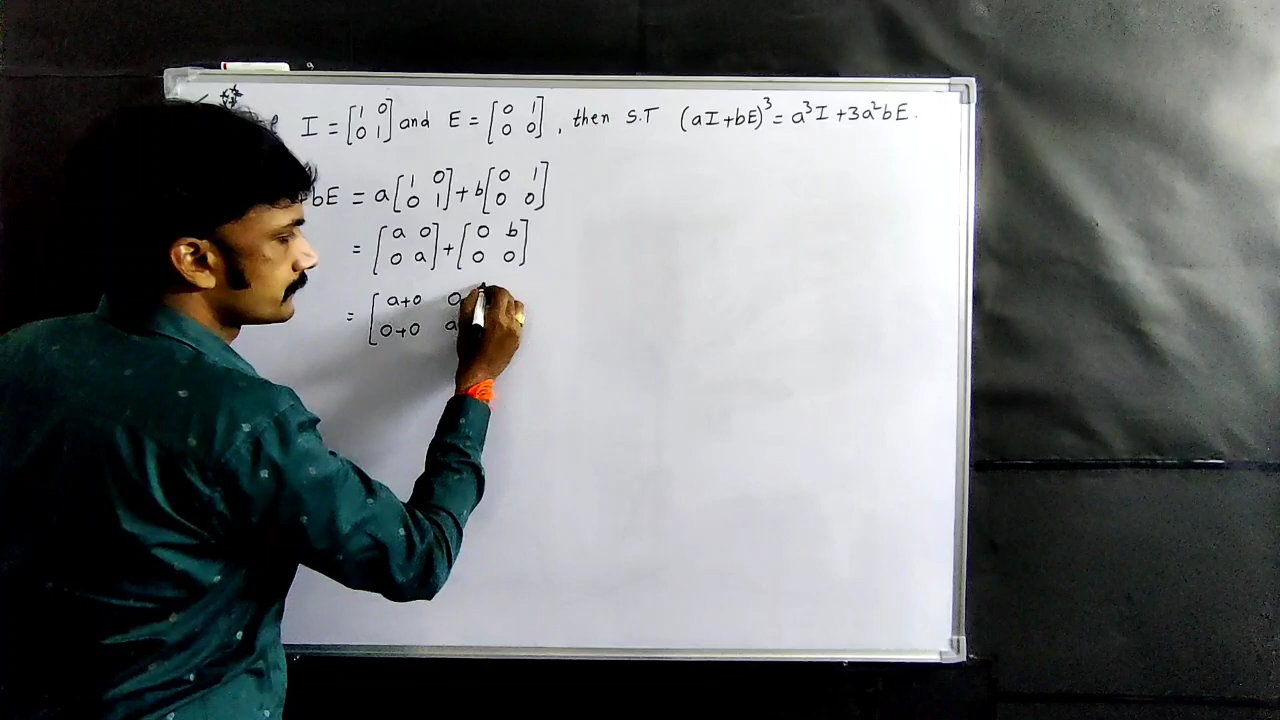 I = [1 0 0 1] and E = [0 1 0 0], then S.T (aI+bE)³ = a³I + 3a²bE.
bE = a[1 0 0 1] + b[0 1 0 0]
= [a 0 0 a] + [0 b 0 0]
= [a+0 0 0+0 a